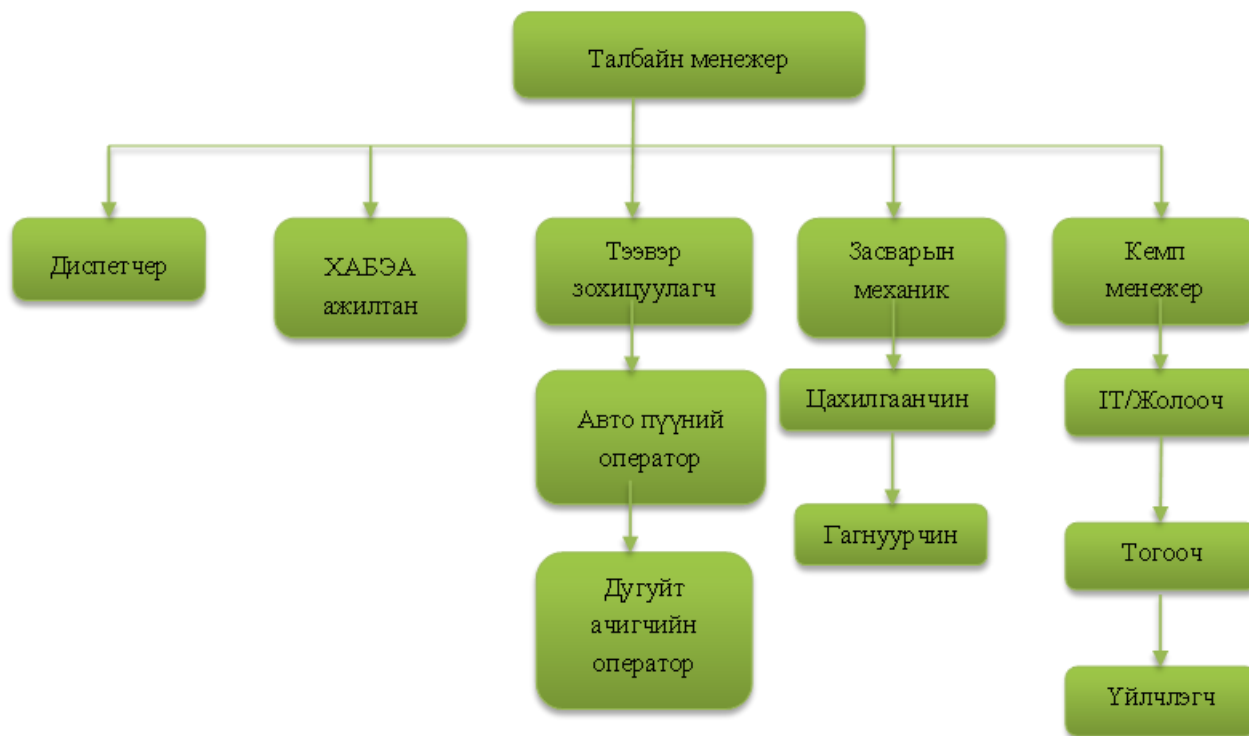 Талбайн менежер
Диспетчер
ХАБЭА
ажилтан
Тээвэр
зохицуулагч
Засварын
механик
Кемп
менежер
Авто пүүний
оператор
Цахилгаанчин
IT/Жолооч
Гагнуурчин
Тогооч
Дугуйт
ачигчийн
оператор
Үйлчлэгч